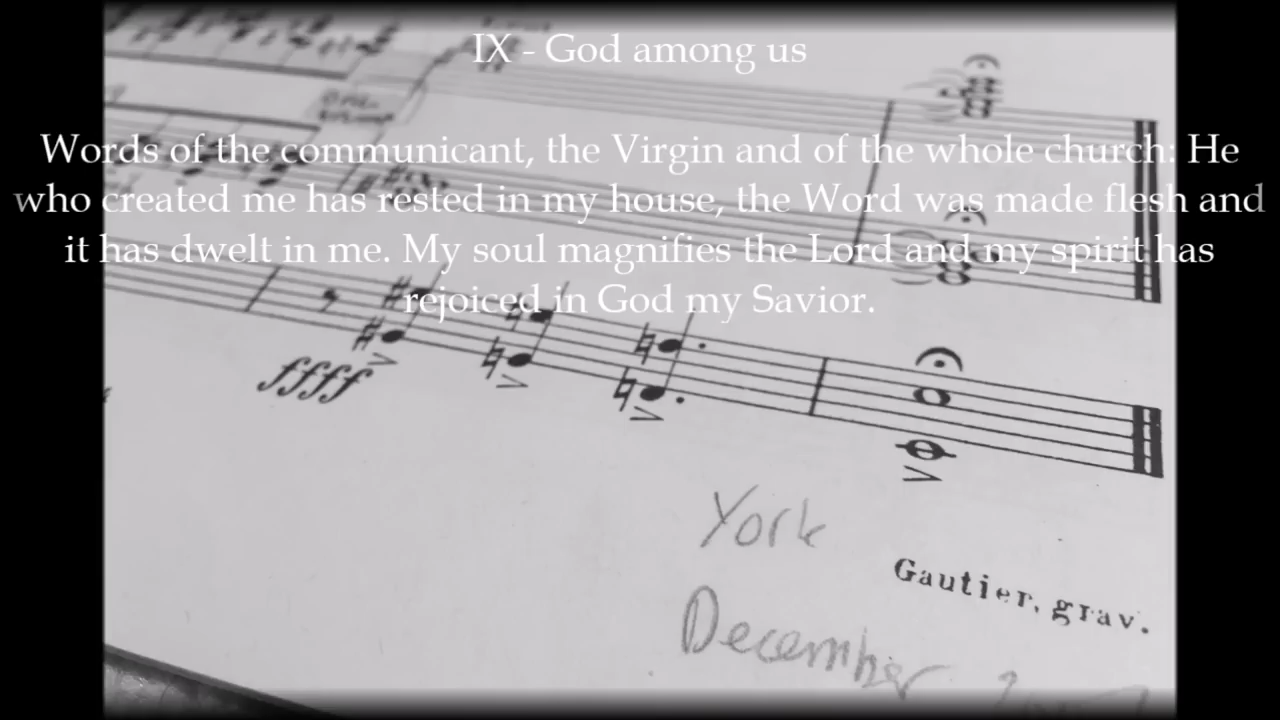 IX - God among us
Words of the communicant, the Virgin and of the whole church: He
who created me has rested in my house, the Word was made flesh and
it has dwelt in me. My soul magnifies the Lord and my spirit has
rejoiced in God my Savior.
ffff
York
Gautier, grav.
December